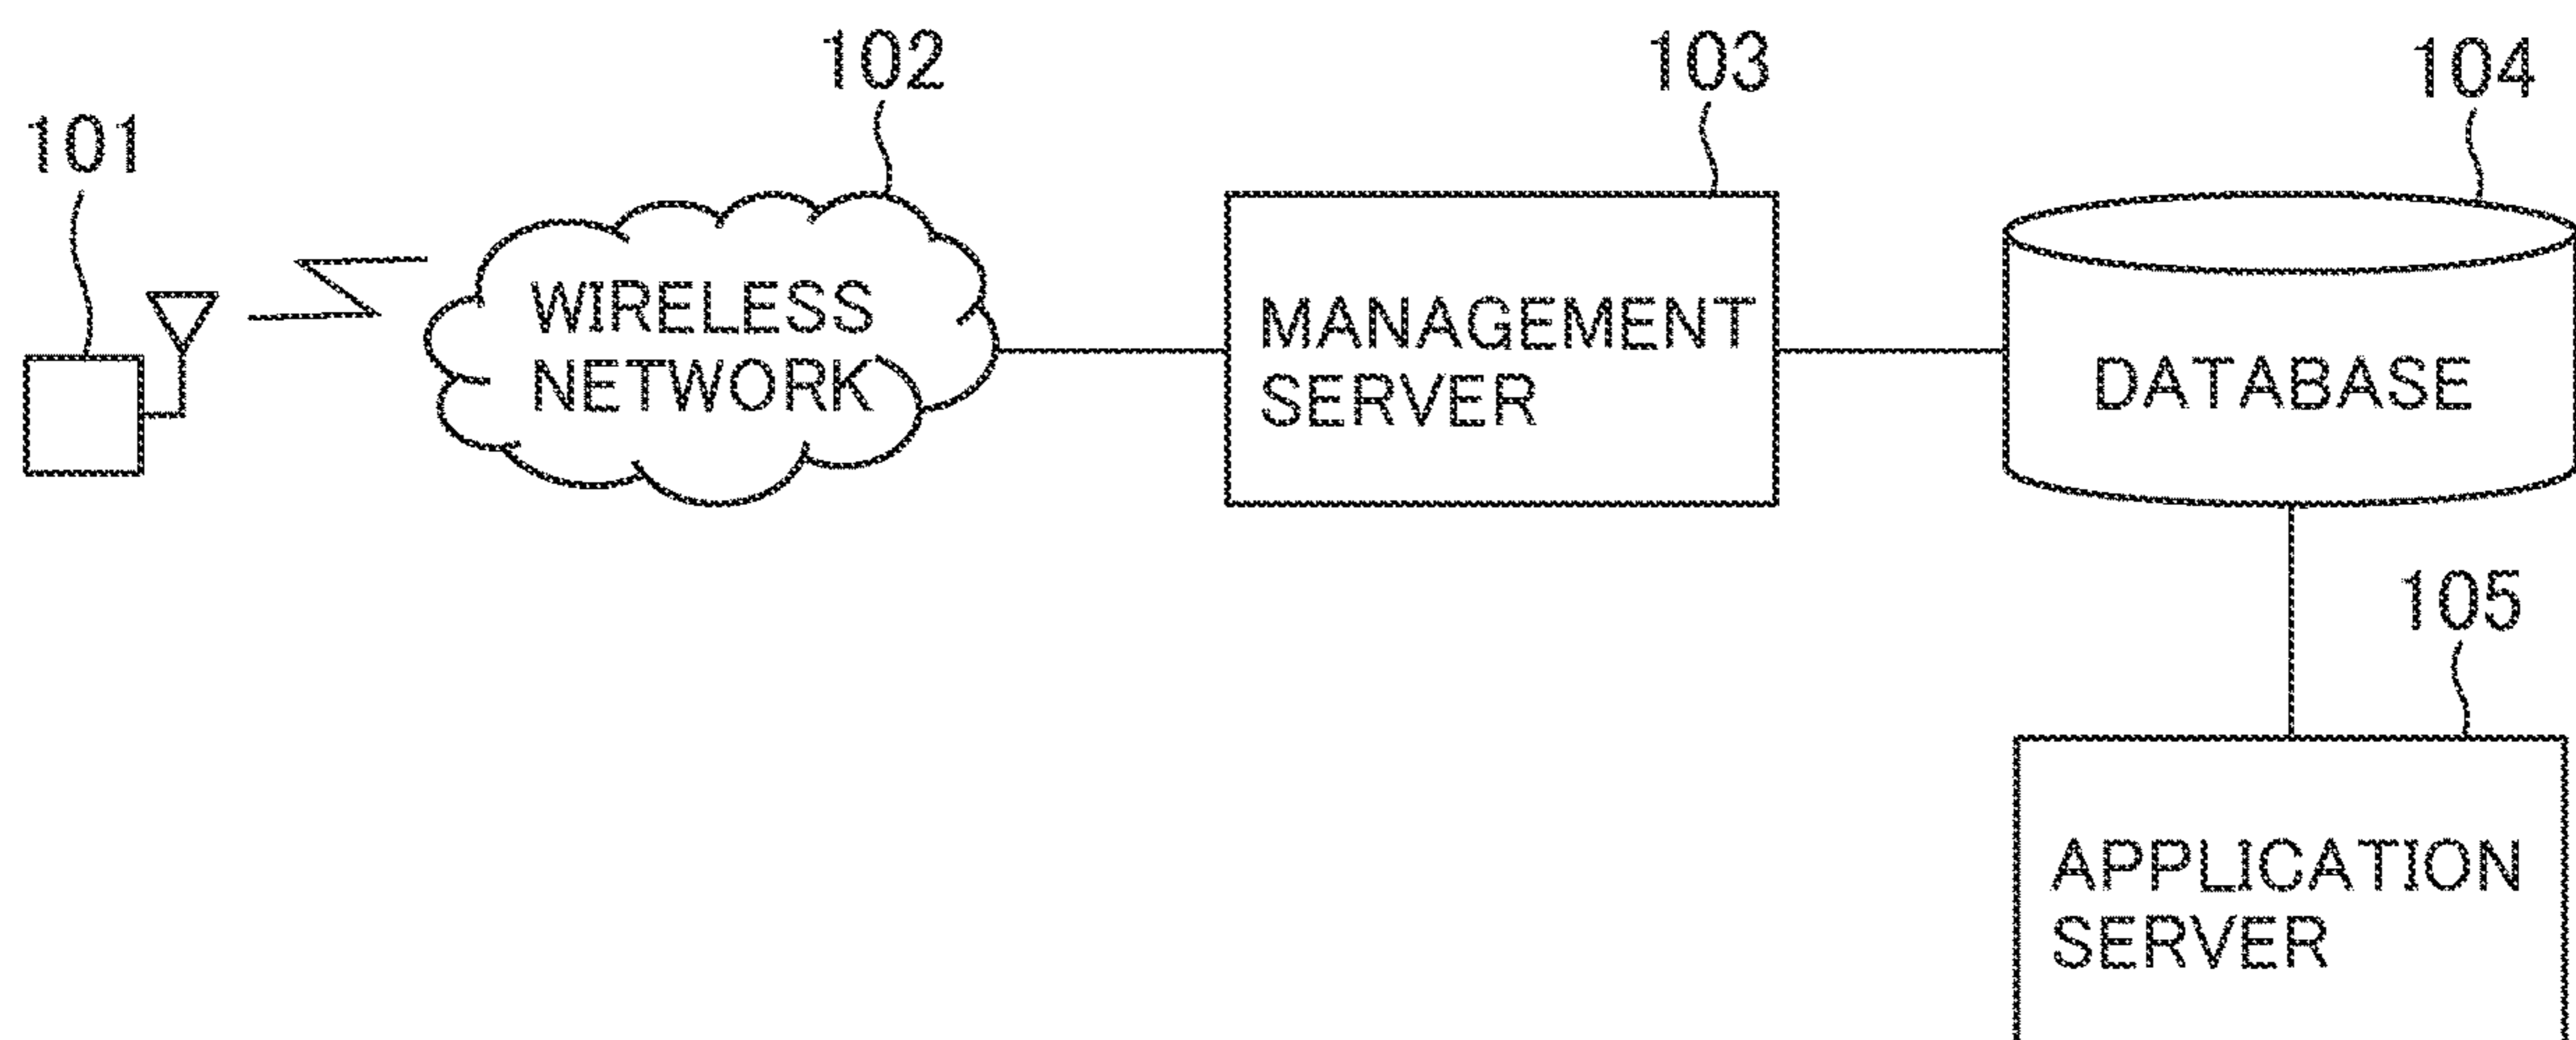 101
102
103
104
WIRELESS
NETWORK
MANAGEMENT
SERVER
DATABASE
105
APPLICATION
SERVER